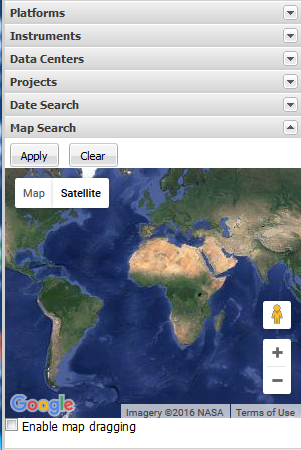 Platforms
Instruments
Data Centers
Projects
Date Search
Map Search
Apply Clear
Map Satellite
Google Imagery ©2016 NASA Terms of Use
Enable map dragging